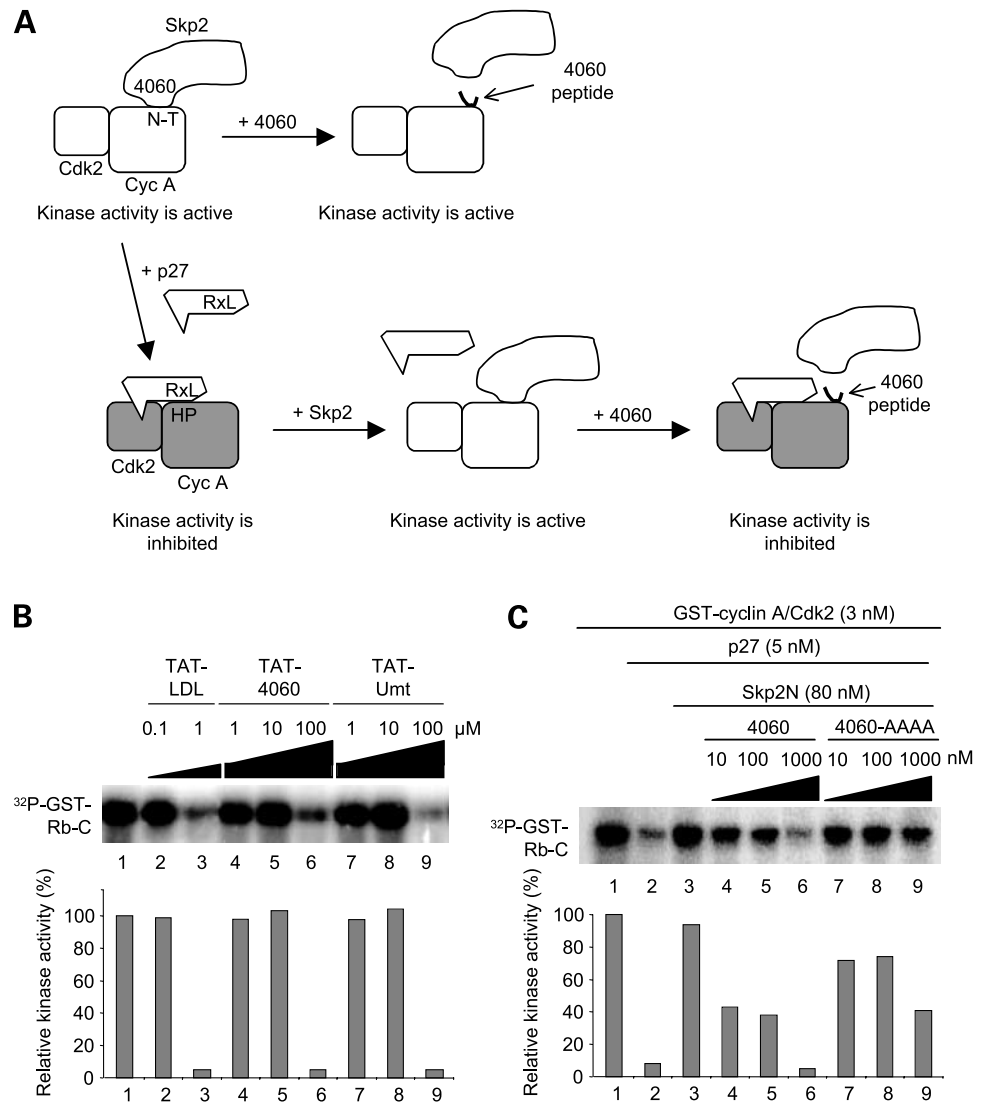 A
Skp2
4060
N-T
Cdk2
Cyc A
+ 4060
4060
peptide
Kinase activity is active
Kinase activity is active
+ p27
RxL
RxL
HP
Cdk2
Cyc A
+ Skp2
+ 4060
4060
peptide
Kinase activity is
inhibited
Kinase activity is active
Kinase activity is
inhibited
B
TAT-
LDL
TAT-
4060
TAT-
Umt
0.1 1 1 10 100 1 10 100 µM
32P-GST-
Rb-C
1 2 3 4 5 6 7 8 9
Relative kinase activity (%)
100
80
60
40
20
0
1 2 3 4 5 6 7 8 9
C
GST-cyclin A/Cdk2 (3 nM)
p27 (5 nM)
Skp2N (80 nM)
4060 4060-AAAA
10 100 1000 10 100 1000 nM
32P-GST-
Rb-C
1 2 3 4 5 6 7 8 9
Relative kinase activity (%)
100
80
60
40
20
0
1 2 3 4 5 6 7 8 9